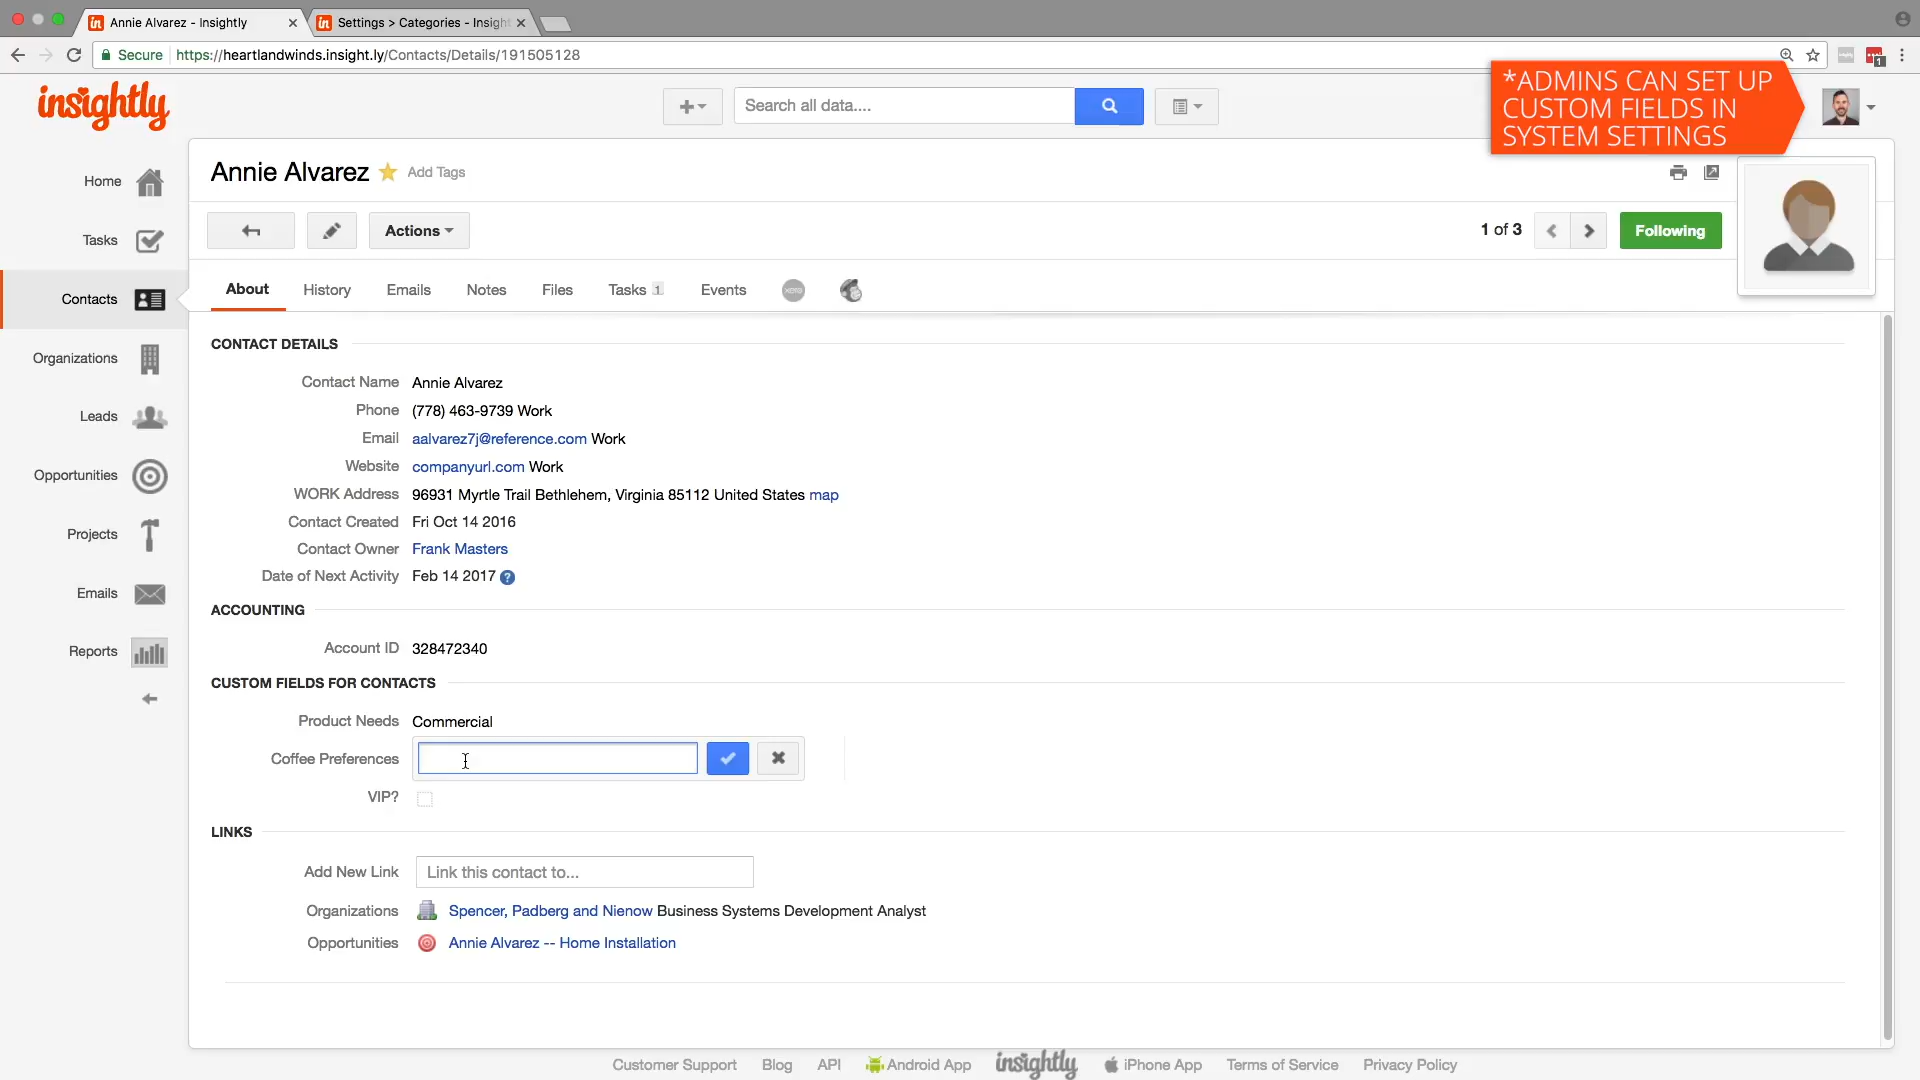 Annie Alvarez - Insightly
Settings > Categories - Insight
Secure https://heartlandwinds.insight.ly/Contacts/Details/191505128
1
*ADMINS CAN SET UP
CUSTOM FIELDS IN
SYSTEM SETTINGS
insightly
Search all data....
Annie Alvarez Add Tags
Home
Tasks
Contacts
Organizations
Leads
Opportunities
Projects
Emails
Reports
Actions
1 of 3
Following
About History Emails Notes Files Tasks 1 Events
CONTACT DETAILS
Contact Name Annie Alvarez
Phone (778) 463-9739 Work
Email aalvarez7j@reference.com Work
Website companyurl.com Work
WORK Address 96931 Myrtle Trail Bethlehem, Virginia 85112 United States map
Contact Created Fri Oct 14 2016
Contact Owner Frank Masters
Date of Next Activity Feb 14 2017 ?
ACCOUNTING
Account ID 328472340
CUSTOM FIELDS FOR CONTACTS
Product Needs Commercial
Coffee Preferences
VIP?
LINKS
Add New Link Link this contact to...
Organizations Spencer, Padberg and Nienow Business Systems Development Analyst
Opportunities Annie Alvarez -- Home Installation
Customer Support Blog API Android App insightly iPhone App Terms of Service Privacy Policy